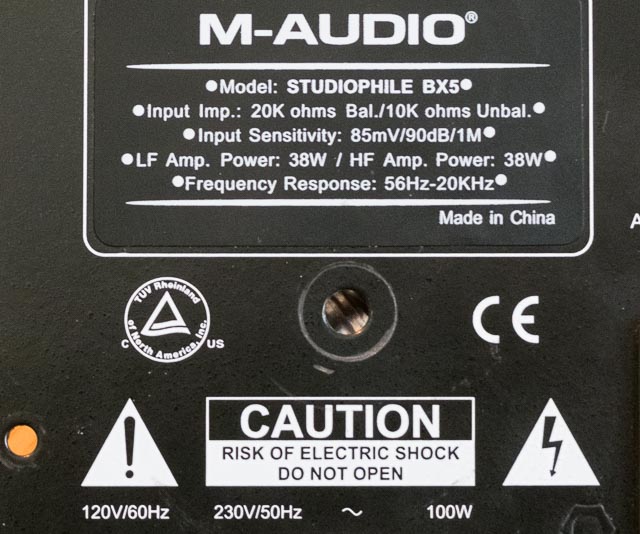 M-AUDIO®
●Model: STUDIOPHILE BX5●
●Input Imp.: 20K ohms Bal./10K ohms Unbal.●
●Input Sensitivity: 85mV/90dB/1M●
●LF Amp. Power: 38W / HF Amp. Power: 38W●
●Frequency Response: 56Hz-20KHz●
Made in China
A
TUV Rheinland
of North America, Inc.
C US
CE
CAUTION
RISK OF ELECTRIC SHOCK
DO NOT OPEN
120V/60Hz 230V/50Hz ~ 100W